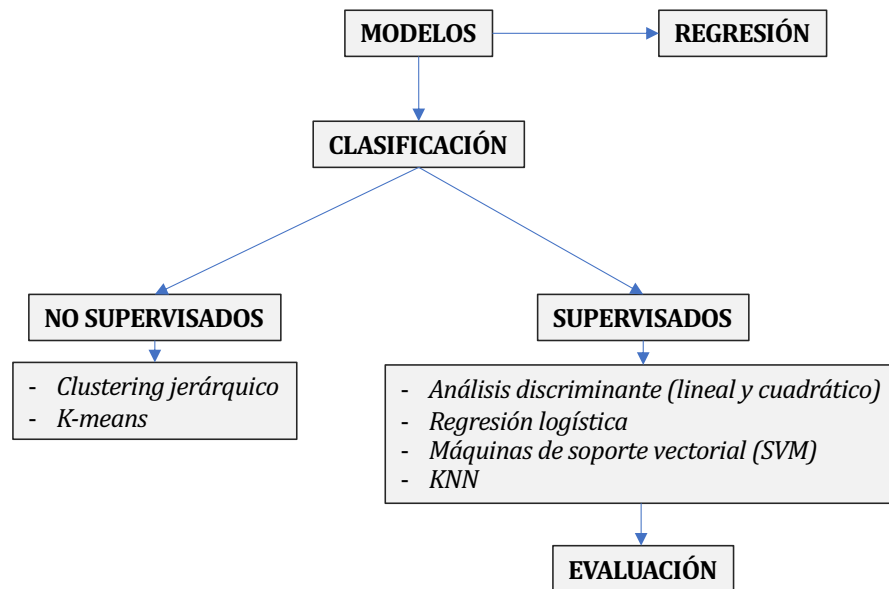 MODELOS
REGRESIÓN
CLASIFICACIÓN
NO SUPERVISADOS
SUPERVISADOS
- Clustering jerárquico
- K-means
- Análisis discriminante (lineal y cuadrático)
- Regresión logística
- Máquinas de soporte vectorial (SVM)
- KNN
EVALUACIÓN